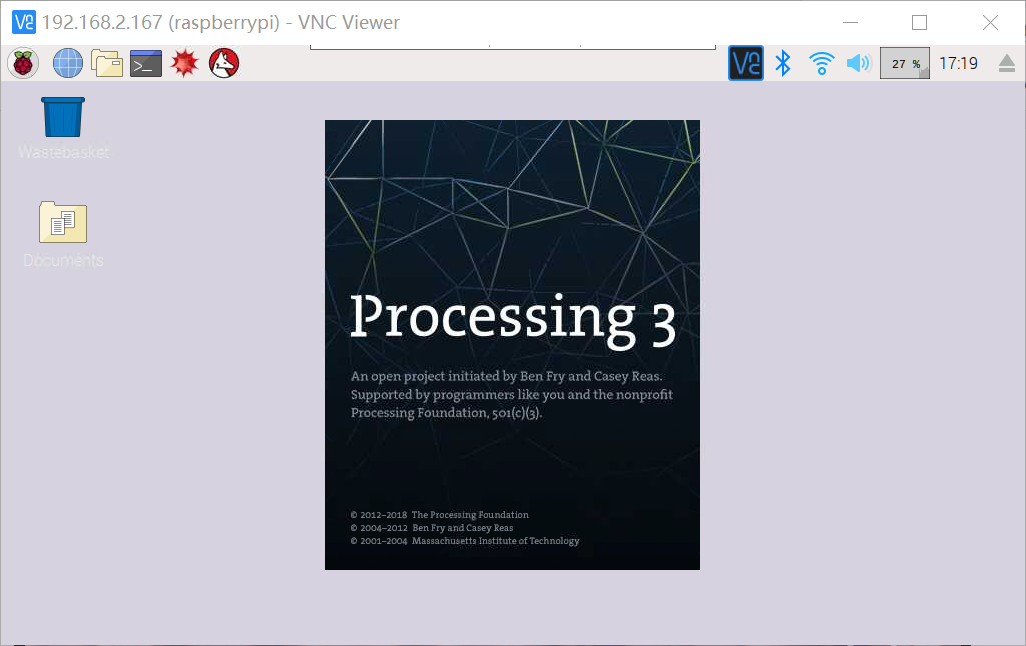 192.168.2.167 (raspberrypi) - VNC Viewer
27 %
17:19
Wastebasket
Documents
Processing 3
An open project initiated by Ben Fry and Casey Reas.
Supported by programmers like you and the nonprofit
Processing Foundation, 501(c)(3).
© 2012–2018 The Processing Foundation
© 2004–2012 Ben Fry and Casey Reas
© 2001–2004 Massachusetts Institute of Technology